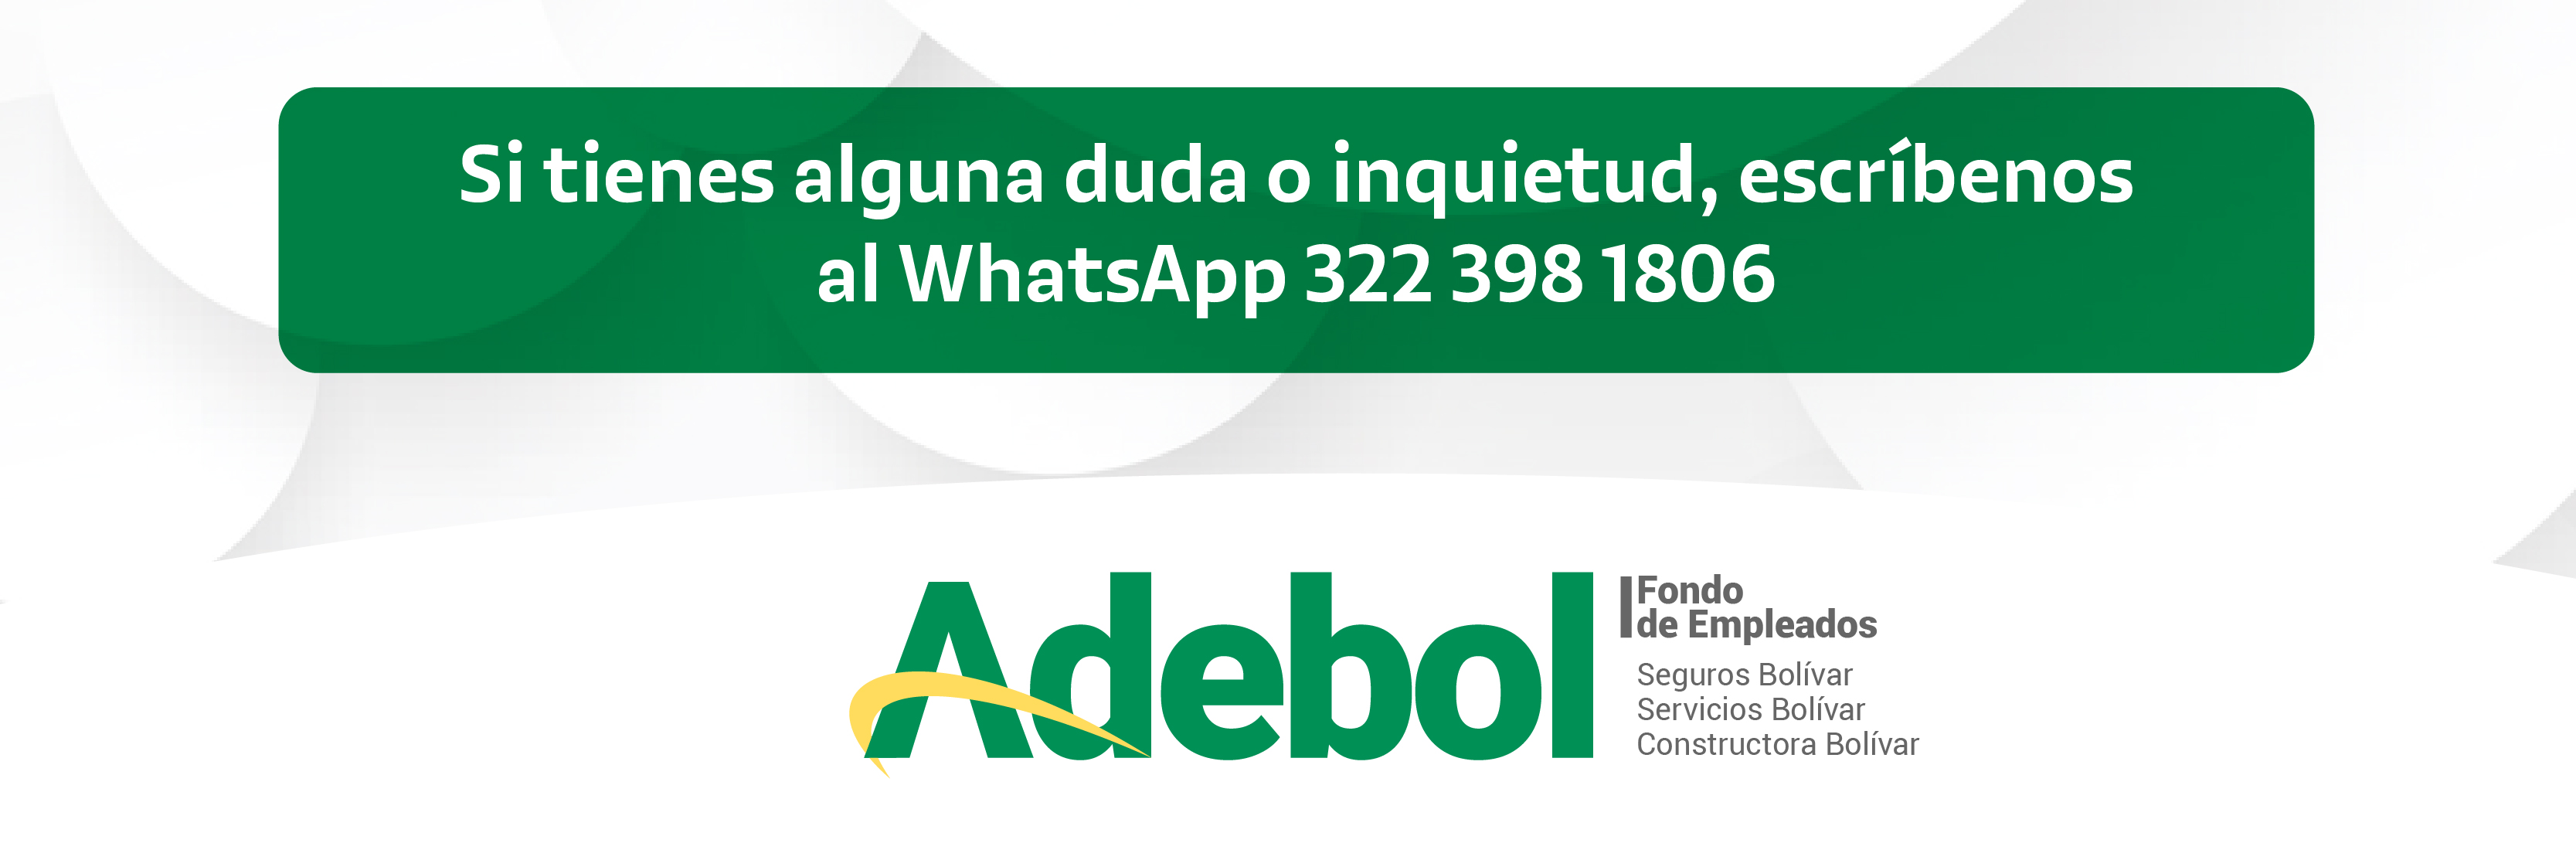 Si tienes alguna duda o inquietud, escríbenos
al WhatsApp 322 398 1806
Adebol
Fondo
de Empleados
Seguros Bolívar
Servicios Bolívar
Constructora Bolívar